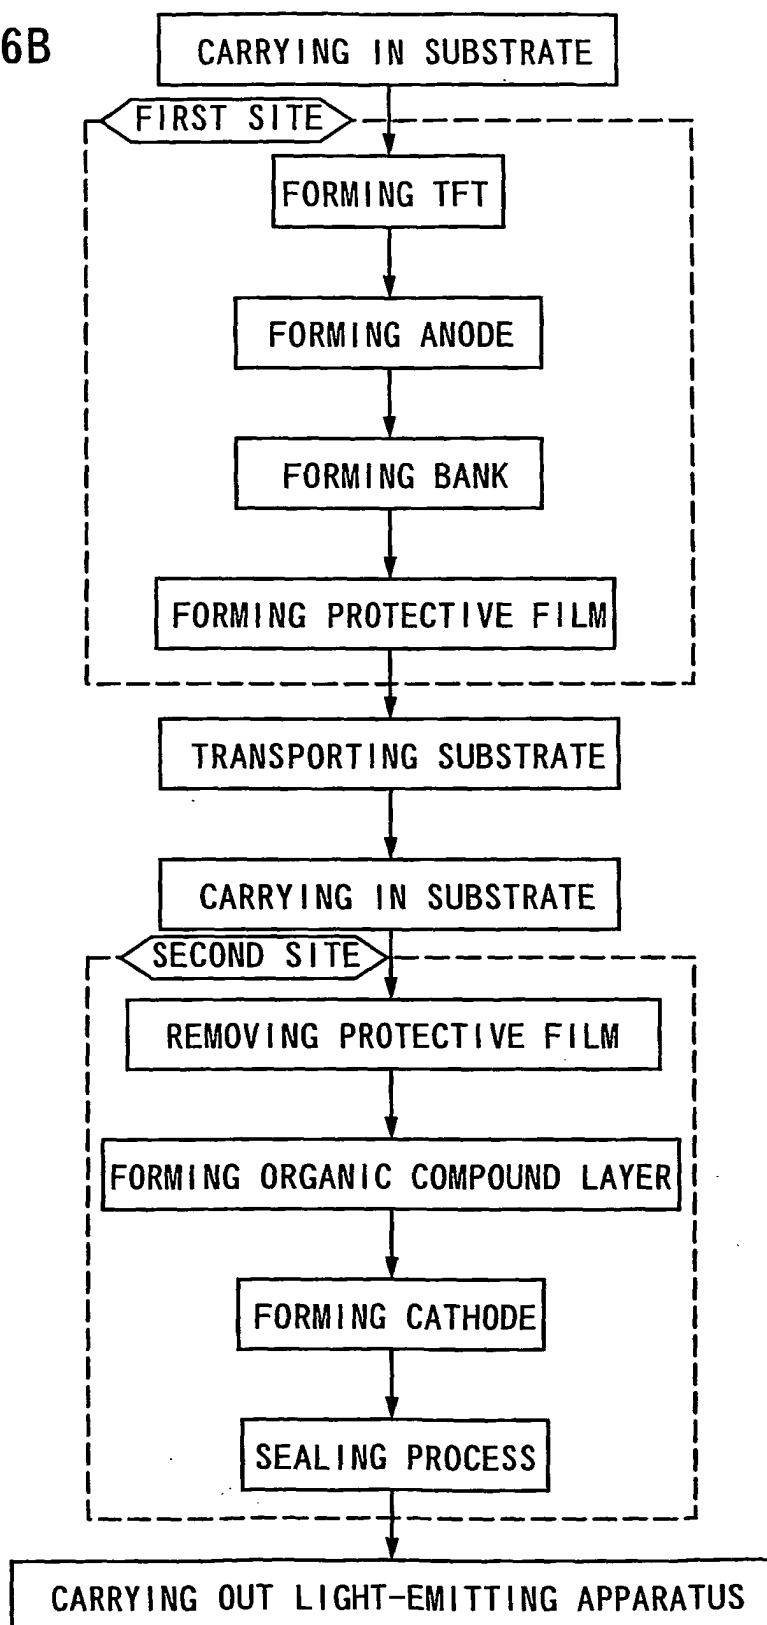 6B
CARRYING IN SUBSTRATE
FIRST SITE
FORMING TFT
FORMING ANODE
FORMING BANK
FORMING PROTECTIVE FILM
TRANSPORTING SUBSTRATE
CARRYING IN SUBSTRATE
SECOND SITE
REMOVING PROTECTIVE FILM
FORMING ORGANIC COMPOUND LAYER
FORMING CATHODE
SEALING PROCESS
CARRYING OUT LIGHT-EMITTING APPARATUS